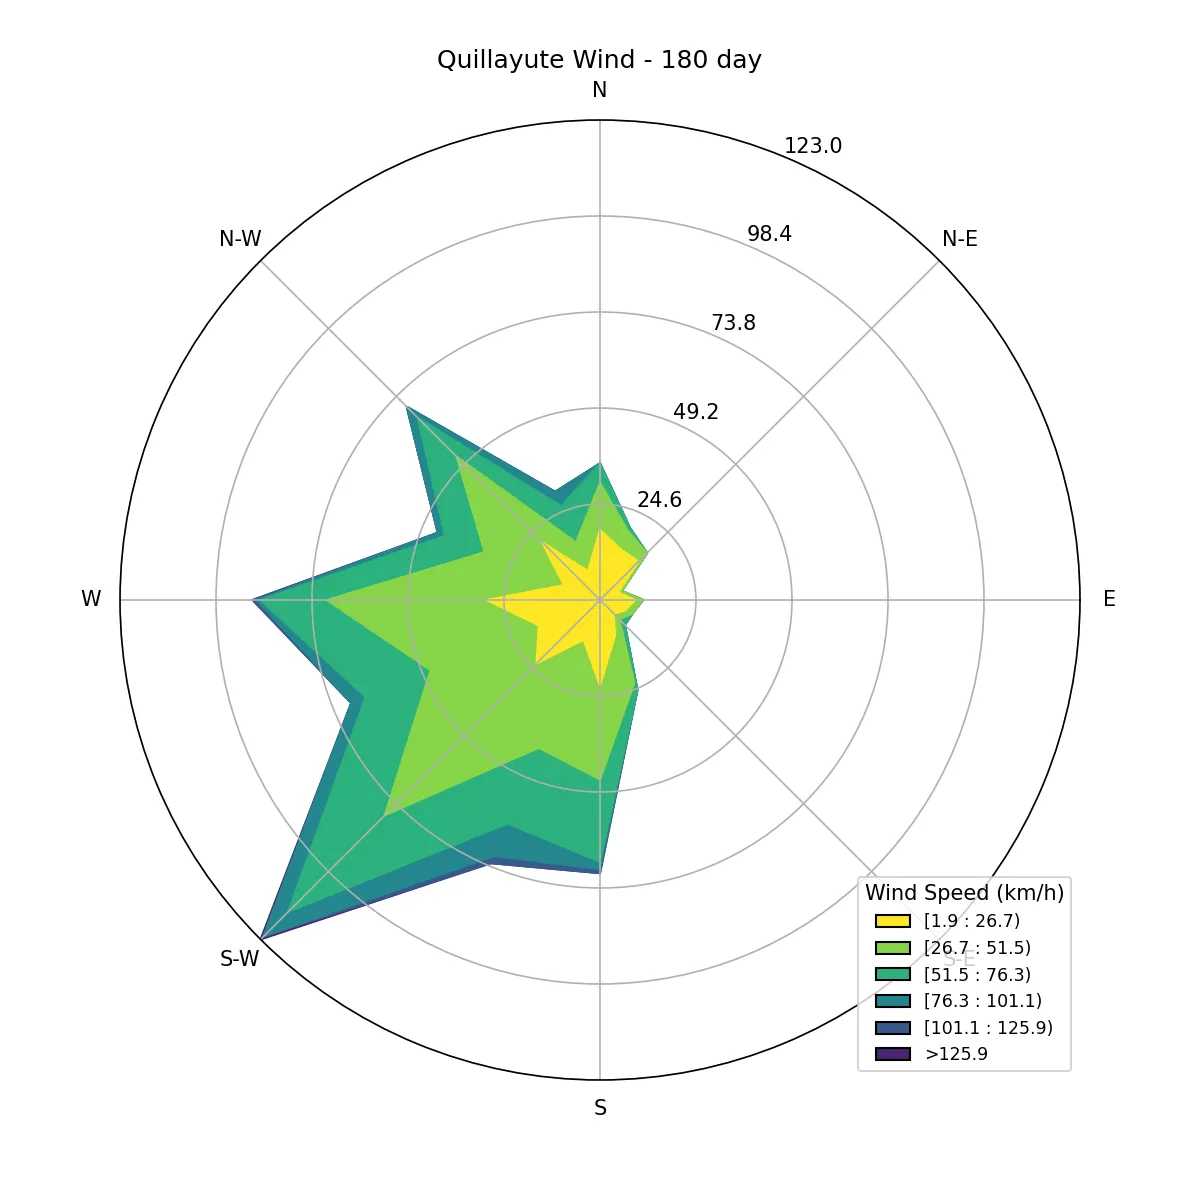 Quillayute Wind - 180 day
N
123.0
N-W
98.4
N-E
73.8
49.2
24.6
W
E
Wind Speed (km/h)
[1.9 : 26.7)
[26.7 : 51.5)
S-W
S-E
[51.5 : 76.3)
[76.3 : 101.1)
[101.1 : 125.9)
>125.9
S